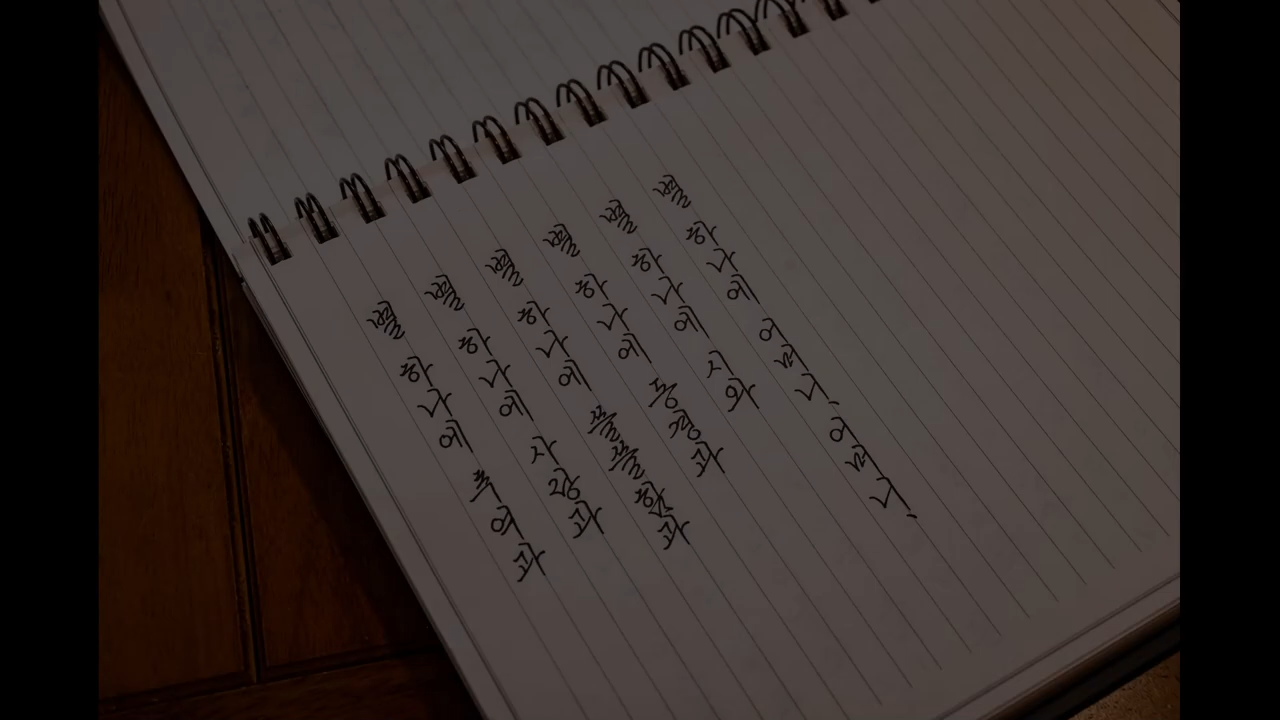 별 하나에 추억과
별 하나에 사랑과
별 하나에 쓸쓸함과
별 하나에 동경과
별 하나에 시와
별 하나에 어머니, 어머니,